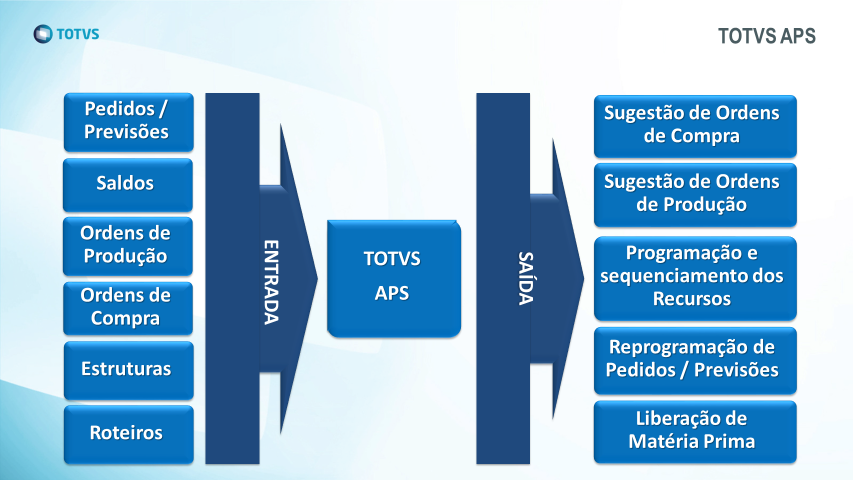 TOTVS
TOTVS APS
Pedidos /
Previsões
Saldos
Ordens de
Produção
Ordens de
Compra
Estruturas
Roteiros
ENTRADA
TOTVS
APS
SAÍDA
Sugestão de Ordens
de Compra
Sugestão de Ordens
de Produção
Programação e
sequenciamento dos
Recursos
Reprogramação de
Pedidos / Previsões
Liberação de
Matéria Prima